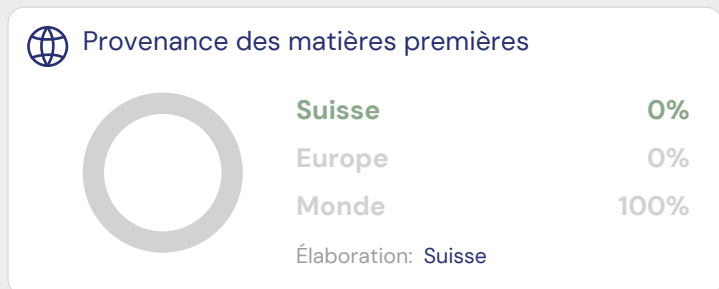 Provenance des matières premières
Suisse 0%
Europe 0%
Monde 100%
Élaboration: Suisse